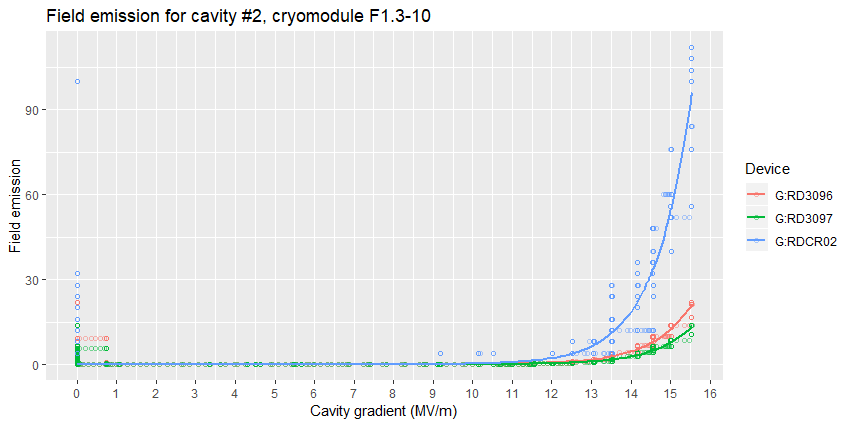 Field emission for cavity #2, cryomodule F1.3-10
Field emission
90
60
30
0
0 1 2 3 4 5 6 7 8 9 10 11 12 13 14 15 16
Cavity gradient (MV/m)
Device
G:RD3096
G:RD3097
G:RDCR02